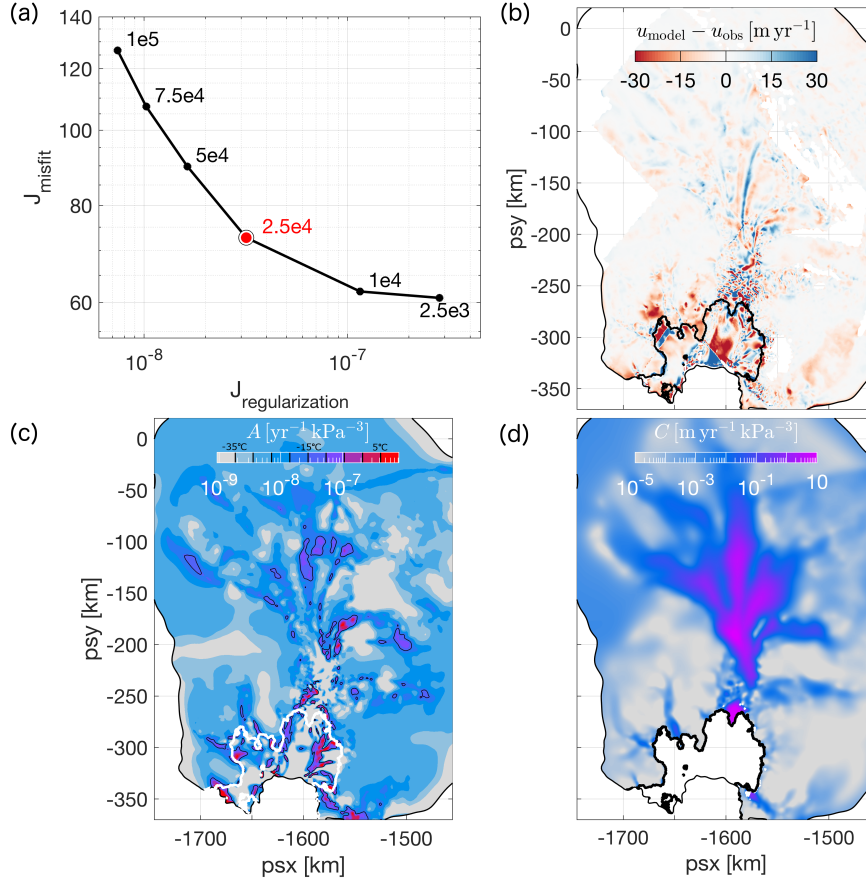 (a)
140
120
100
80
60
J_misfit
1e5
7.5e4
5e4
2.5e4
1e4
2.5e3
10^-8
10^-7
J_regularization
(b)
u_model − u_obs [m yr^−1]
-30 -15 0 15 30
0
-50
-100
-150
-200
-250
-300
-350
psy [km]
(c)
A [yr^−1 kPa^−3]
-35°C -15°C 5°C
10^-9 10^-8 10^-7
0
-50
-100
-150
-200
-250
-300
-350
psy [km]
-1700 -1600 -1500
psx [km]
(d)
C [m yr^−1 kPa^−3]
10^-5 10^-3 10^-1 10
-1700 -1600 -1500
psx [km]